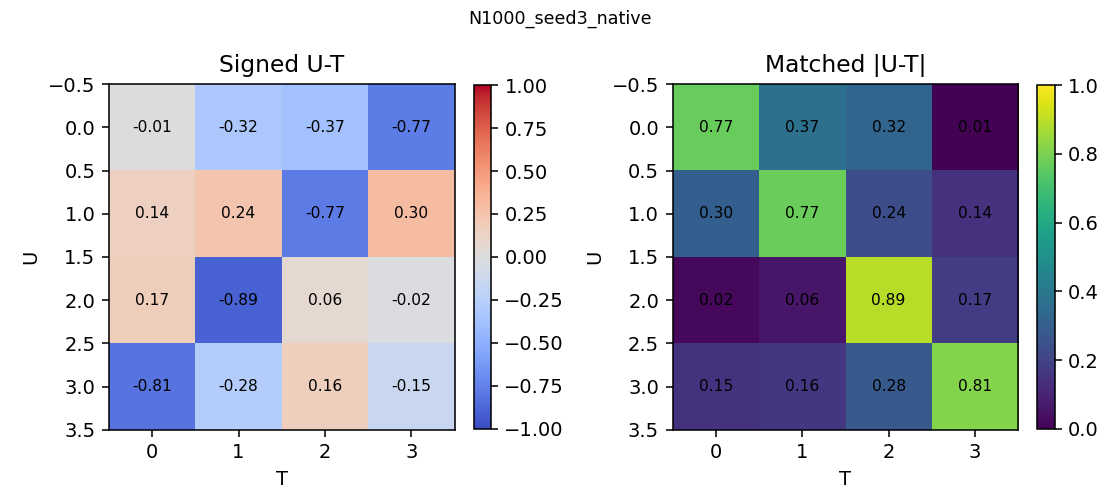 N1000_seed3_native
Signed U-T
Matched |U-T|
−0.5
0.0
0.5
1.0
1.5
2.0
2.5
3.0
3.5
U
-0.01 -0.32 -0.37 -0.77
0.14 0.24 -0.77 0.30
0.17 -0.89 0.06 -0.02
-0.81 -0.28 0.16 -0.15
0 1 2 3
T
1.00
0.75
0.50
0.25
0.00
−0.25
−0.50
−0.75
−1.00
−0.5
0.0
0.5
1.0
1.5
2.0
2.5
3.0
3.5
U
0.77 0.37 0.32 0.01
0.30 0.77 0.24 0.14
0.02 0.06 0.89 0.17
0.15 0.16 0.28 0.81
0 1 2 3
T
1.0
0.8
0.6
0.4
0.2
0.0